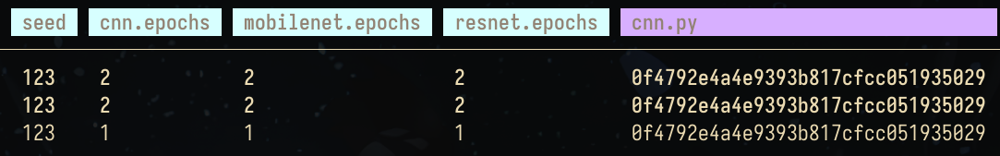 seed cnn.epochs mobilenet.epochs resnet.epochs cnn.py
123 2 2 2 0f4792e4a4e9393b817cfcc051935029
123 2 2 2 0f4792e4a4e9393b817cfcc051935029
123 1 1 1 0f4792e4a4e9393b817cfcc051935029